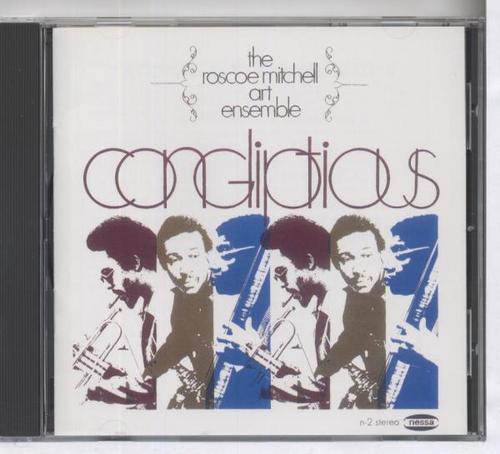 the
roscoe mitchell
art
ensemble
congliptious
n-2 stereo nessa